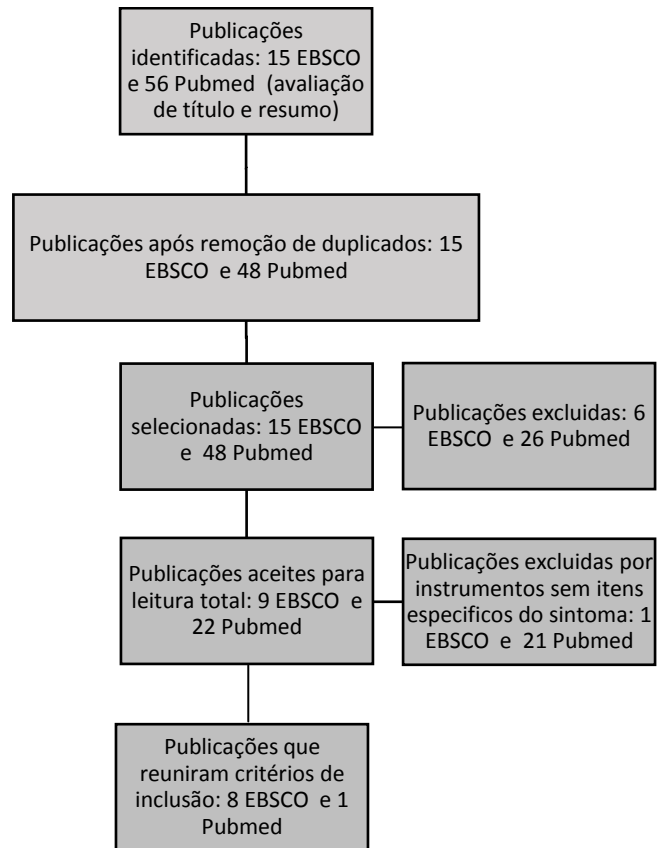 Publicações
identificadas: 15 EBSCO
e 56 Pubmed (avaliação
de título e resumo)
Publicações após remoção de duplicados: 15
EBSCO e 48 Pubmed
Publicações
selecionadas: 15 EBSCO
e 48 Pubmed
Publicações excluidas: 6
EBSCO e 26 Pubmed
Publicações aceites para
leitura total: 9 EBSCO e
22 Pubmed
Publicações excluidas por
instrumentos sem itens
especificos do sintoma: 1
EBSCO e 21 Pubmed
Publicações que
reuniram critérios de
inclusão: 8 EBSCO e 1
Pubmed